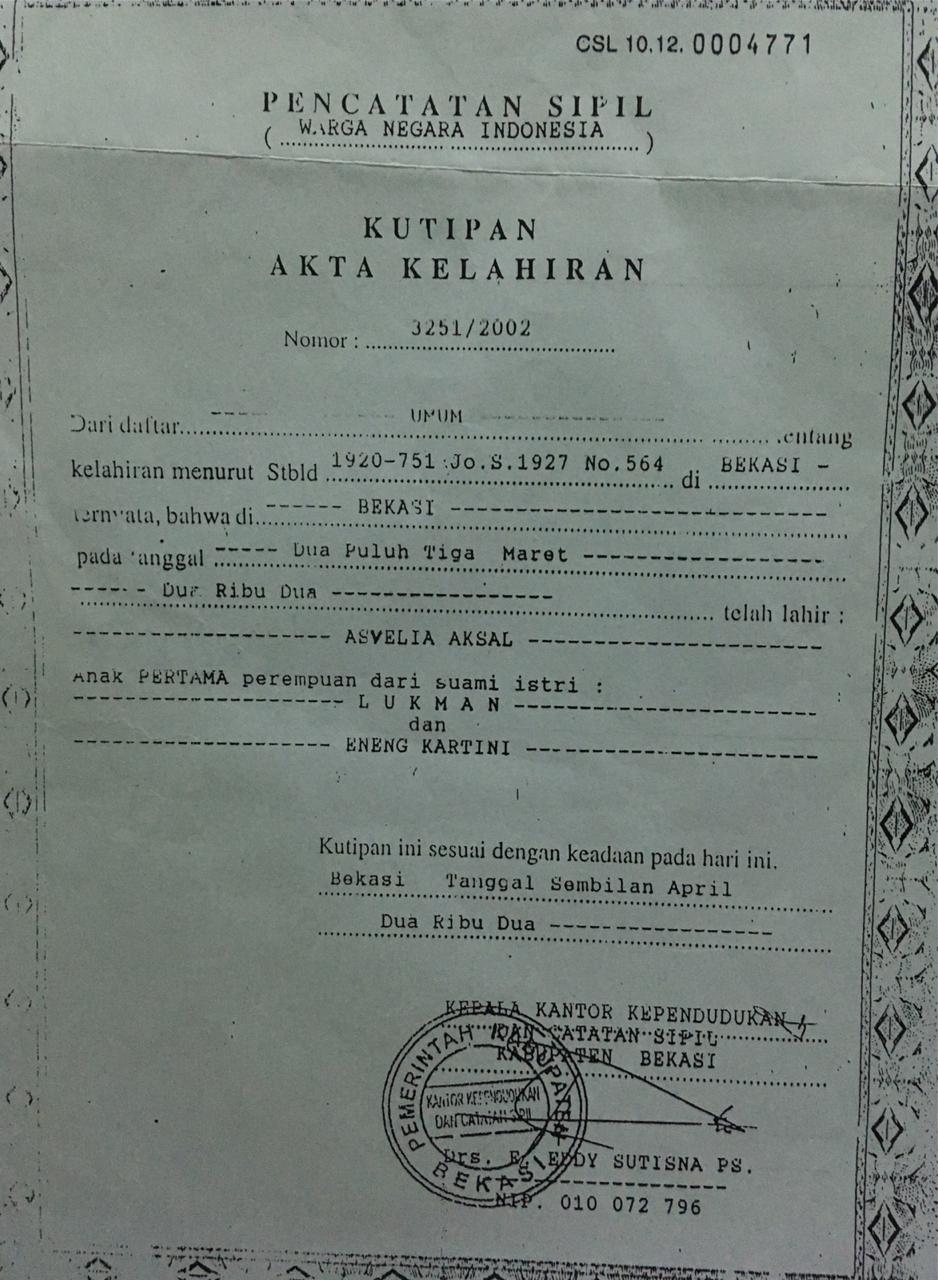 CSL 10.12. 0004771
PENCATATAN SIPIL
( WARGA NEGARA INDONESIA )
KUTIPAN
AKTA KELAHIRAN
Nomor : 3251/2002
Dari daftar UMUM tentang
kelahiran menurut Stbld 1920-751 Jo.S.1927 No.564 di BEKASI -
ternyata, bahwa di ------ BEKASI ------
pada tanggal ----- Dua Puluh Tiga Maret ------
----- - Dua Ribu Dua ------ telah lahir :
------ ASVELIA AKSAL ------
Anak PERTAMA perempuan dari suami istri :
------ L U K M A N ------
dan
------ ENENG KARTINI ------
Kutipan ini sesuai dengan keadaan pada hari ini.
Bekasi Tanggal Sembilan April
Dua Ribu Dua ------
KEPALA KANTOR KEPENDUDUKAN
DAN CATATAN SIPIL
KABUPATEN BEKASI
PEMERINTAH KABUPATEN
KANTOR KEPENDUDUKAN
DAN CATATAN SIPIL
BEKASI
Drs. E. EDDY SUTISNA PS.
NIP. 010 072 796